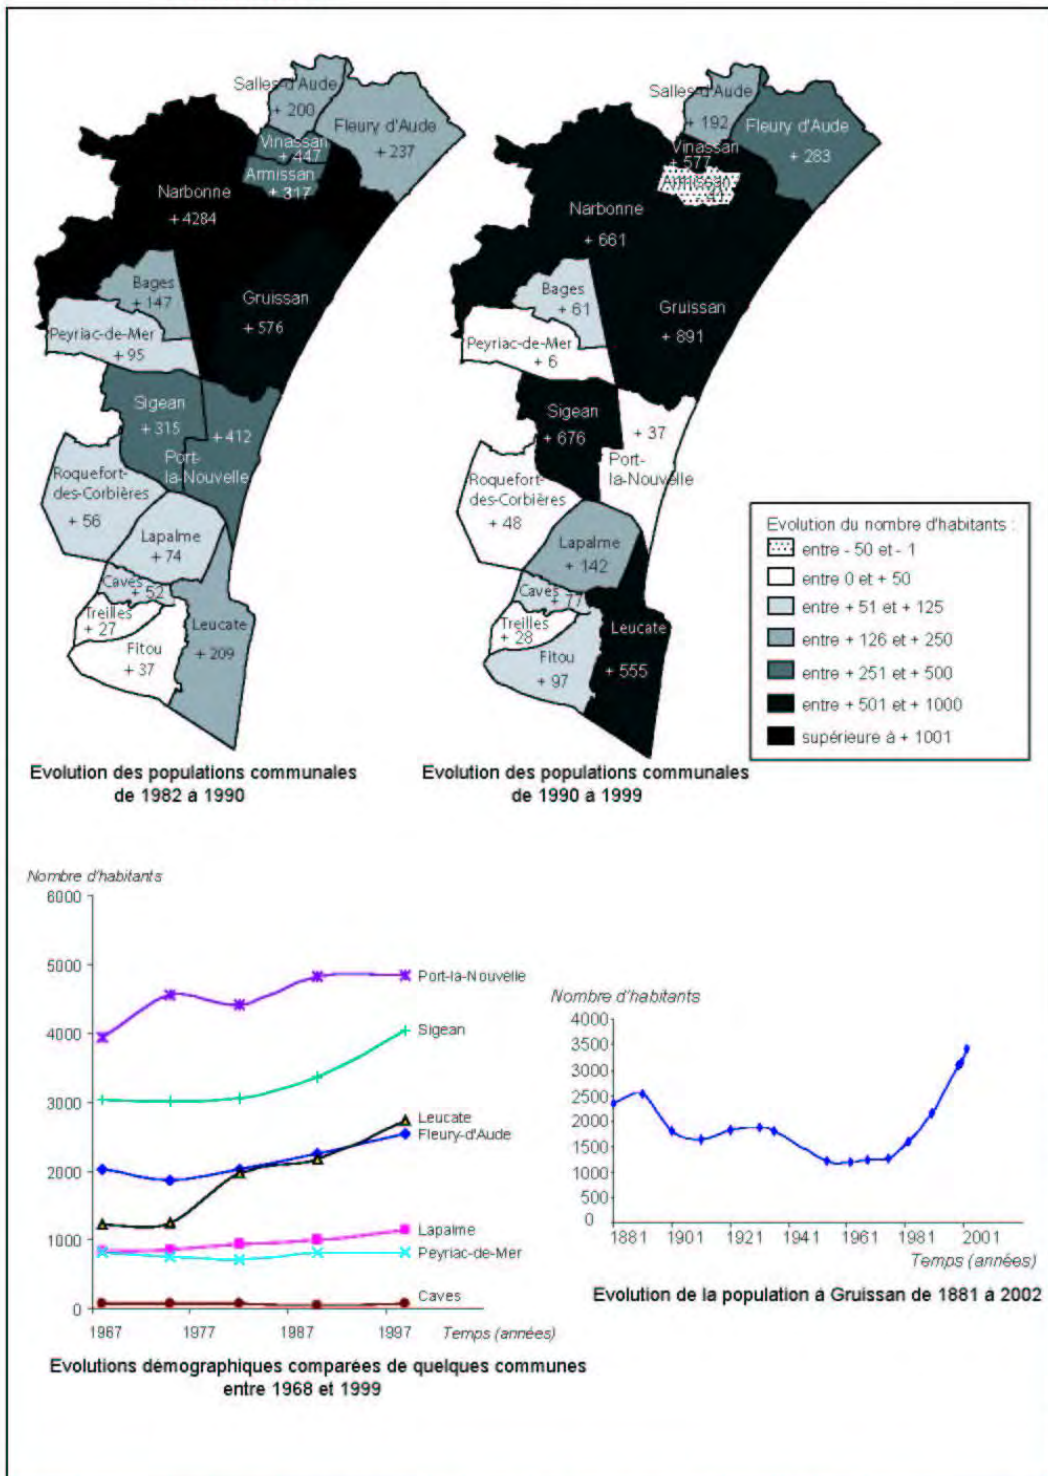 Salles-d'Aude
+ 200
Fleury d'Aude
+ 237
Vinassan
+ 447
Armissan
+ 317
Narbonne
+ 4284
Bages
+ 147
Gruissan
+ 576
Peyriac-de-Mer
+ 95
Sigean
+ 315
+ 412
Port-
la-Nouvelle
Roquefort-
des-Corbières
+ 56
Lapalme
+ 74
Caves
+ 52
Treilles
+ 27
Leucate
+ 209
Fitou
+ 37
Evolution des populations communales
de 1982 à 1990
Salles-d'Aude
+ 192
Fleury d'Aude
+ 283
Vinassan
+ 577
Armissan
Narbonne
+ 661
Bages
+ 61
Gruissan
+ 891
Peyriac-de-Mer
+ 6
Sigean
+ 676
+ 37
Port-
la-Nouvelle
Roquefort-
des-Corbières
+ 48
Lapalme
+ 142
Caves
+ 77
Treilles
+ 28
Leucate
+ 555
Fitou
+ 97
Evolution des populations communales
de 1990 à 1999
Evolution du nombre d'habitants :
entre - 50 et - 1
entre 0 et + 50
entre + 51 et + 125
entre + 126 et + 250
entre + 251 et + 500
entre + 501 et + 1000
supérieure à + 1001
Nombre d'habitants
6000
5000
4000
3000
2000
1000
0
Port-la-Nouvelle
Sigean
Leucate
Fleury-d'Aude
Lapalme
Peyriac-de-Mer
Caves
1967 1977 1987 1997
Temps (années)
Evolutions démographiques comparées de quelques communes
entre 1968 et 1999
Nombre d'habitants
4000
3500
3000
2500
2000
1500
1000
500
0
1881 1901 1921 1941 1961 1981 2001
Temps (années)
Evolution de la population à Gruissan de 1881 à 2002